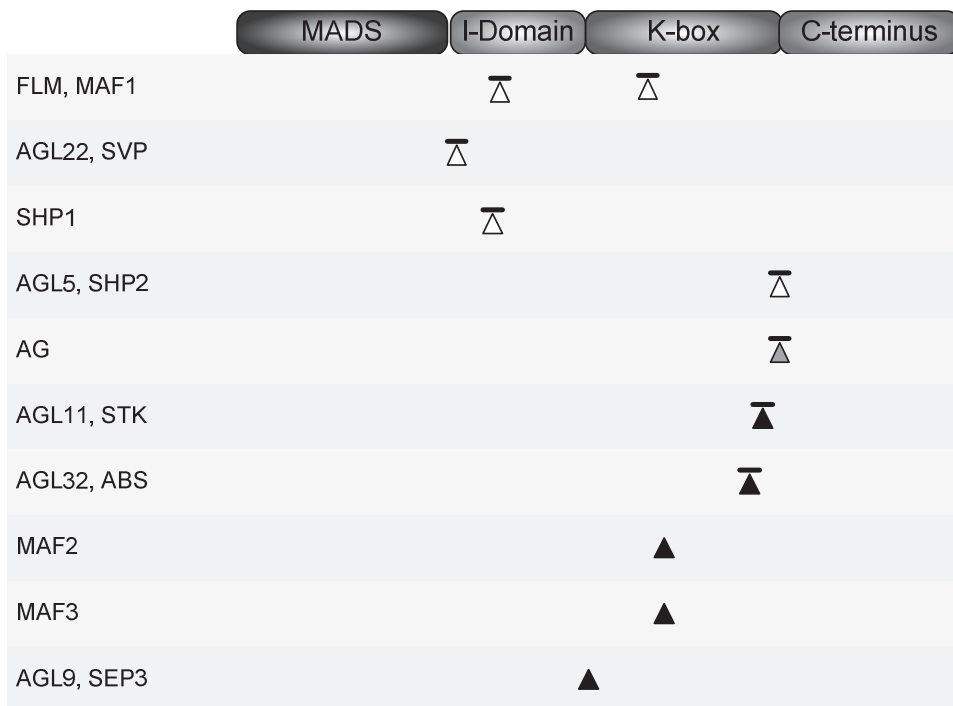 MADS I-Domain K-box C-terminus
FLM, MAF1
AGL22, SVP
SHP1
AGL5, SHP2
AG
AGL11, STK
AGL32, ABS
MAF2
MAF3
AGL9, SEP3